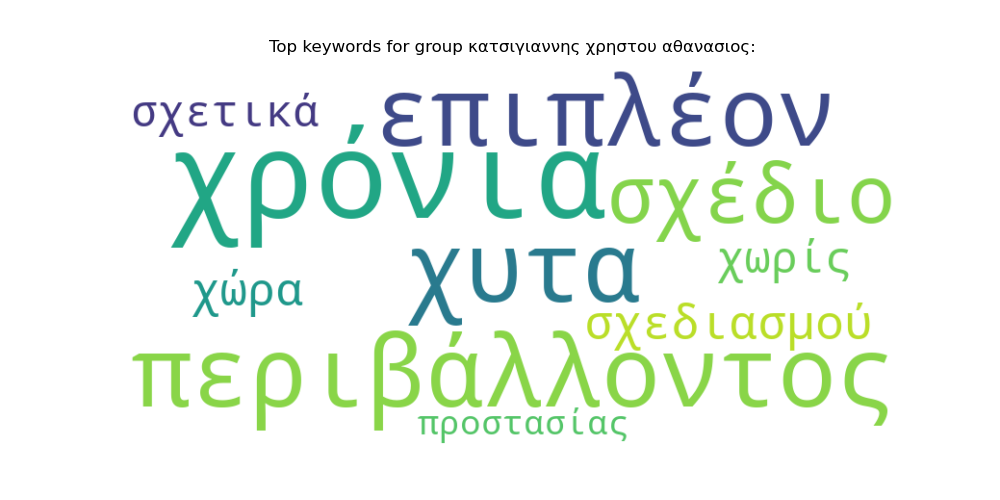 Top keywords for group κατσιγιαννης χρηστου αθανασιος:
σχετικά επιπλέον
χρόνια σχέδιο
χώρα χυτα χωρίς
σχεδιασμού
περιβάλλοντος
προστασίας